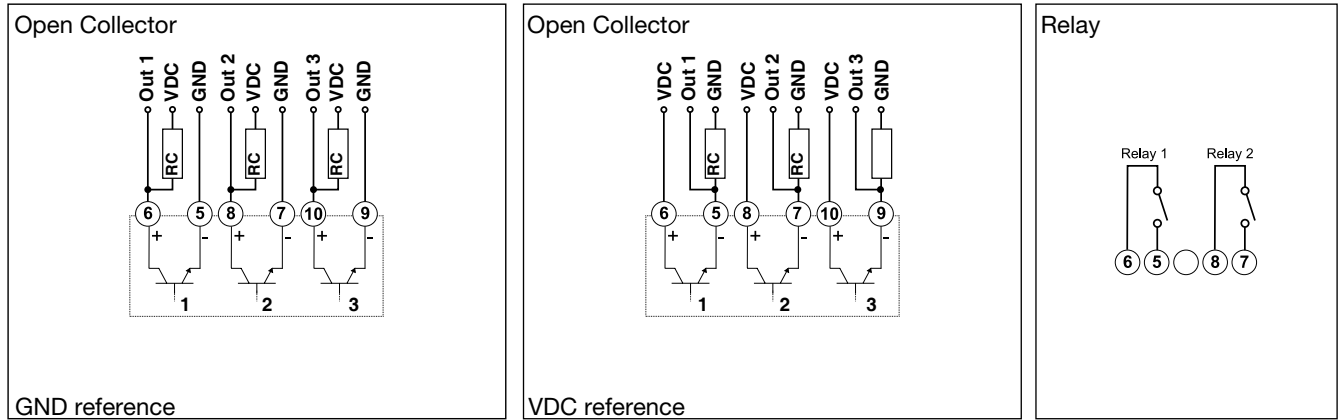 Open Collector
Out 1 VDC GND Out 2 VDC GND Out 3 VDC GND
RC RC RC
6 5 8 7 10 9
+ - + - + -
1 2 3
GND reference
Open Collector
VDC Out 1 GND VDC Out 2 GND VDC Out 3 GND
RC RC
6 5 8 7 10 9
+ - + - + -
1 2 3
VDC reference
Relay
Relay 1 Relay 2
6 5 8 7